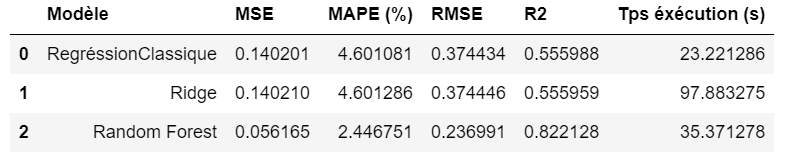 Modèle MSE MAPE (%) RMSE R2 Tps éxécution (s)
0 RegréssionClassique 0.140201 4.601081 0.374434 0.555988 23.221286
1 Ridge 0.140210 4.601286 0.374446 0.555959 97.883275
2 Random Forest 0.056165 2.446751 0.236991 0.822128 35.371278